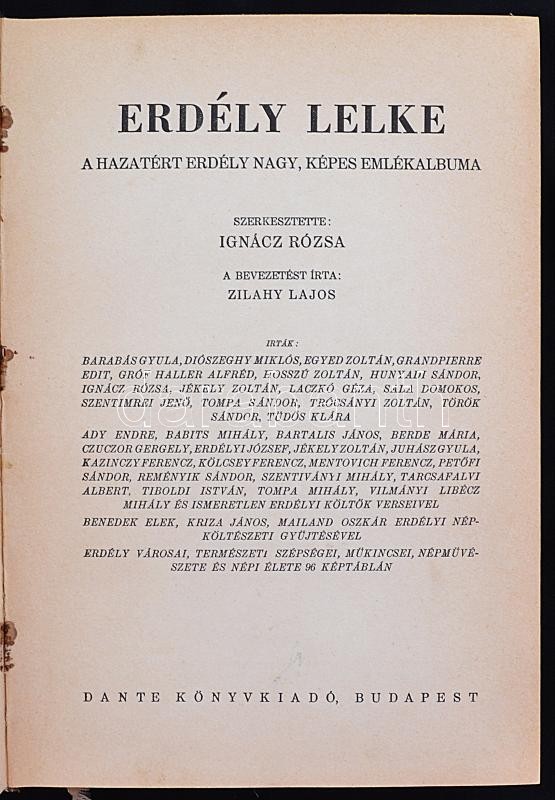 ERDÉLY LELKE
A HAZATÉRT ERDÉLY NAGY, KÉPES EMLÉKALBUMA
SZERKESZTETTE:
IGNÁCZ RÓZSA
A BEVEZETÉST ÍRTA:
ZILAHY LAJOS
IRTÁK:
BARABÁS GYULA, DIÓSZEGHY MIKLÓS, EGYED ZOLTÁN, GRANDPIERRE
EDIT, GRÓF HALLER ALFRÉD, HOSSZÚ ZOLTÁN, HUNYADI SÁNDOR,
IGNÁCZ RÓZSA, JÉKELY ZOLTÁN, LACZKÓ GÉZA, SALA DOMOKOS,
SZENTIMREI JENŐ, TOMPA SÁNDOR, TRÓCSÁNYI ZOLTÁN, TÖRÖK
SÁNDOR, TÜDŐS KLÁRA
ADY ENDRE, BABITS MIHÁLY, BARTALIS JÁNOS, BERDE MÁRIA,
CZUCZOR GERGELY, ERDÉLYI JÓZSEF, JÉKELY ZOLTÁN, JUHÁSZ GYULA,
KAZINCZY FERENCZ, KÖLCSEY FERENCZ, MENTOVICH FERENCZ, PETŐFI
SÁNDOR, REMÉNYIK SÁNDOR, SZENTIVÁNYI MIHÁLY, TARCSAFALVI
ALBERT, TIBOLDI ISTVÁN, TOMPA MIHÁLY, VILMÁNYI LIBÉCZ
MIHÁLY ÉS ISMERETLEN ERDÉLYI KÖLTŐK VERSEIVEL
BENEDEK ELEK, KRIZA JÁNOS, MAILAND OSZKÁR ERDÉLYI NÉP-
KÖLTÉSZETI GYŰJTÉSÉVEL
ERDÉLY VÁROSAI, TERMÉSZETI SZÉPSÉGEI, MŰKINCSEI, NÉPMŰVÉ-
SZETE ÉS NÉPI ÉLETE 96 KÉPTÁBLÁN
darabanth
DANTE KÖNYVKIADÓ, BUDAPEST